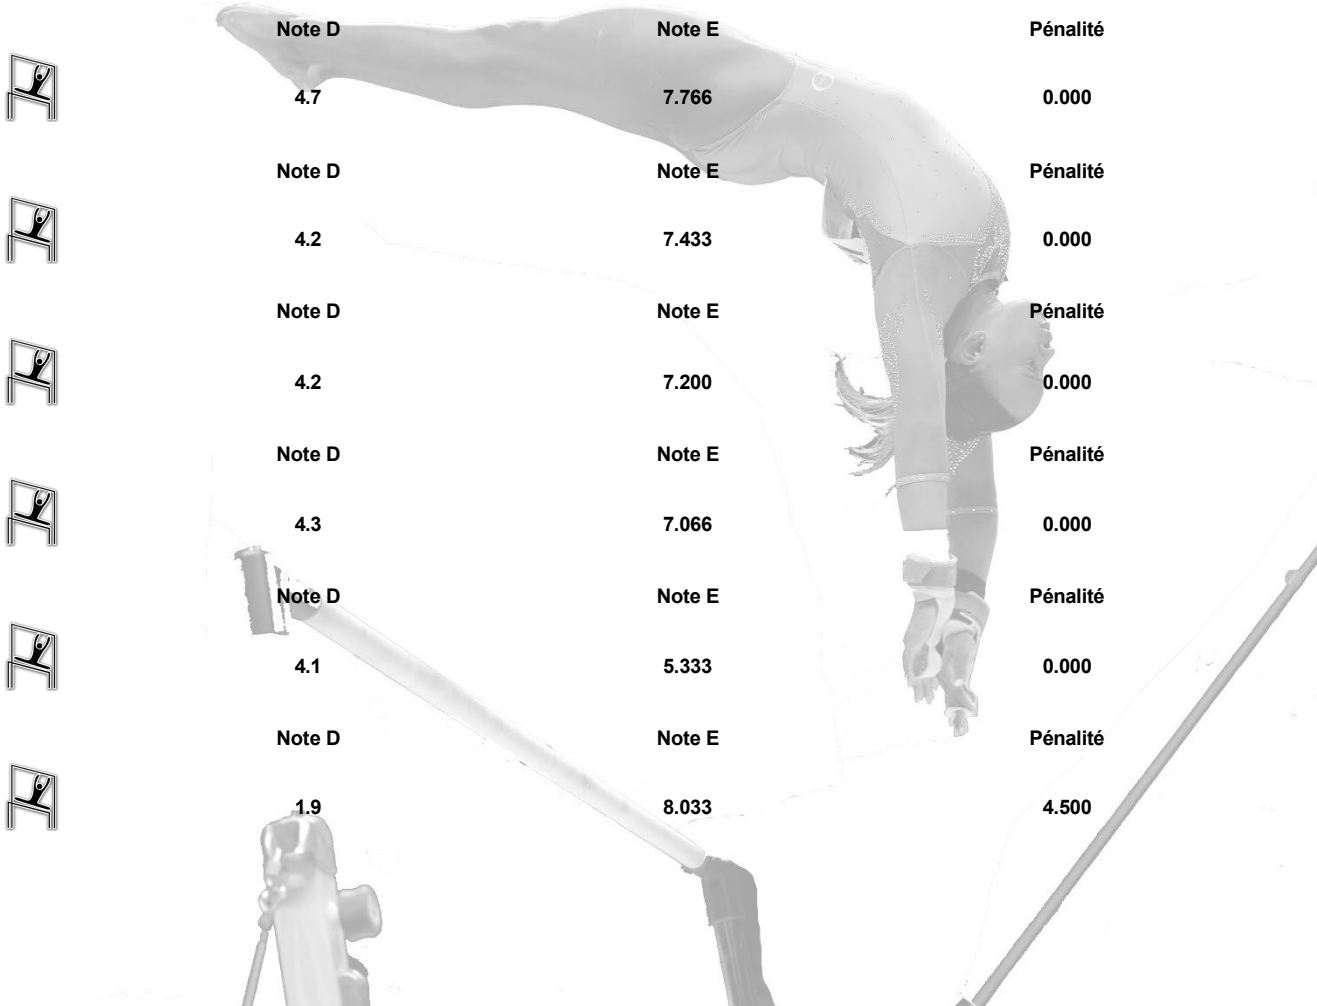 Note D Note E Pénalité
4.7 7.766 0.000
Note D Note E Pénalité
4.2 7.433 0.000
Note D Note E Pénalité
4.2 7.200 0.000
Note D Note E Pénalité
4.3 7.066 0.000
Note D Note E Pénalité
4.1 5.333 0.000
Note D Note E Pénalité
1.9 8.033 4.500